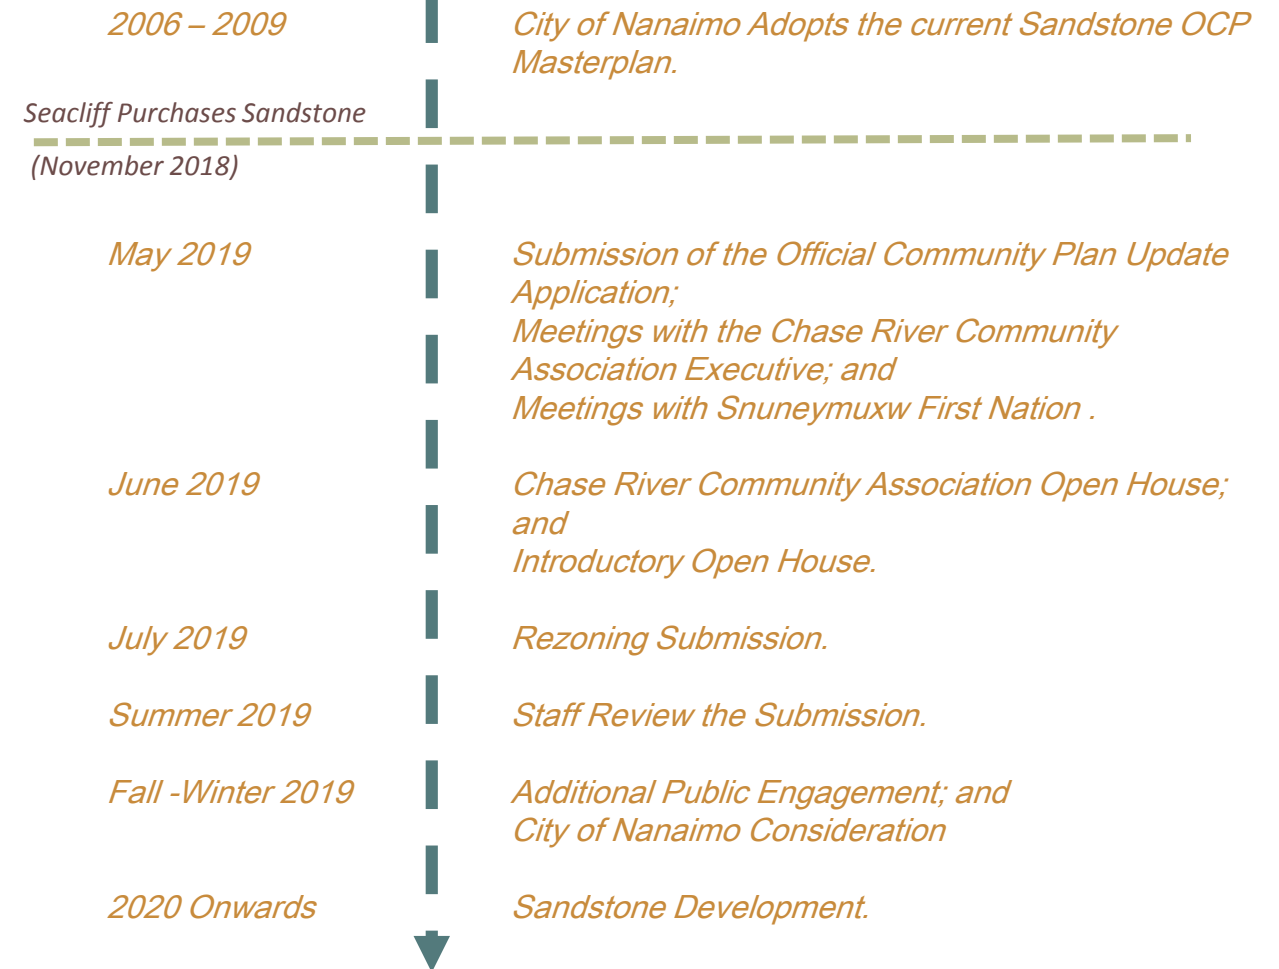 2006 – 2009
City of Nanaimo Adopts the current Sandstone OCP
Masterplan.
Seacliff Purchases Sandstone
(November 2018)
May 2019
Submission of the Official Community Plan Update
Application;
Meetings with the Chase River Community
Association Executive; and
Meetings with Snuneymuxw First Nation .
June 2019
Chase River Community Association Open House;
and
Introductory Open House.
July 2019
Rezoning Submission.
Summer 2019
Staff Review the Submission.
Fall -Winter 2019
Additional Public Engagement; and
City of Nanaimo Consideration
2020 Onwards
Sandstone Development.